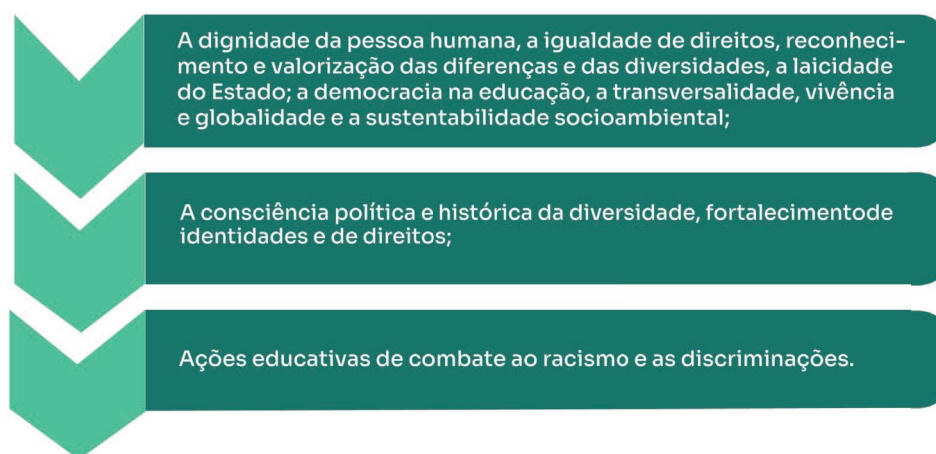 A dignidade da pessoa humana, a igualdade de direitos, reconheci-
mento e valorização das diferenças e das diversidades, a laicidade
do Estado; a democracia na educação, a transversalidade, vivência
e globalidade e a sustentabilidade socioambiental;
A consciência política e histórica da diversidade, fortalecimentode
identidades e de direitos;
Ações educativas de combate ao racismo e as discriminações.